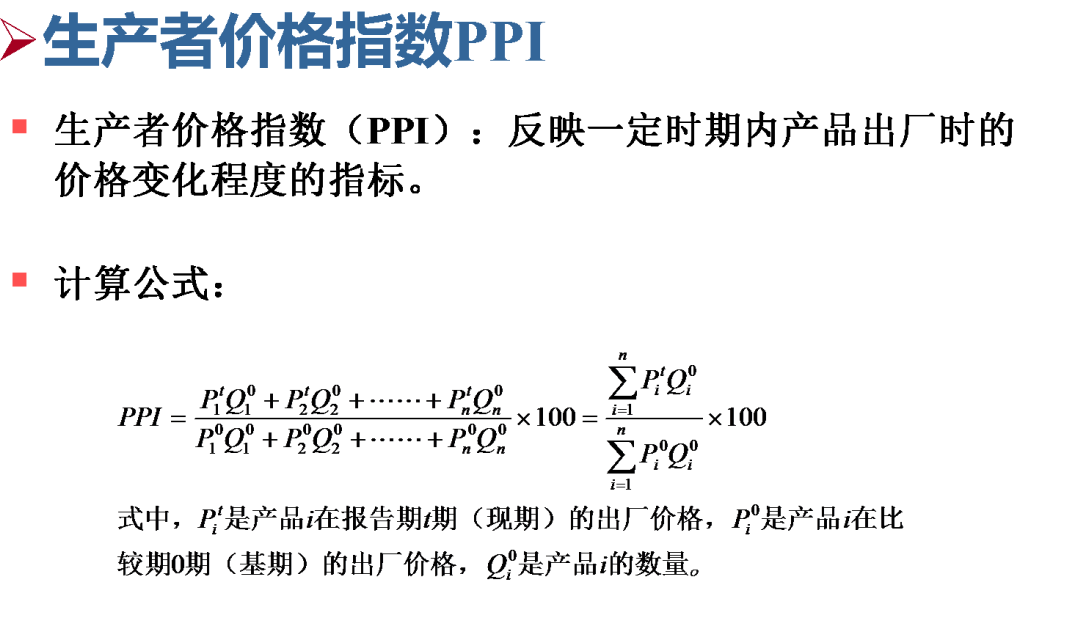 生产者价格指数PPI
生产者价格指数（PPI）：反映一定时期内产品出厂时的
价格变化程度的指标。
计算公式：
$PPI = \frac{P_1^t Q_1^0 + P_2^t Q_2^0 + \cdots\cdots + P_n^t Q_n^0}{P_1^0 Q_1^0 + P_2^0 Q_2^0 + \cdots\cdots + P_n^0 Q_n^0} \times 100 = \frac{\sum_{i=1}^{n} P_i^t Q_i^0}{\sum_{i=1}^{n} P_i^0 Q_i^0} \times 100$
式中，$P_i^t$是产品i在报告期t期（现期）的出厂价格，$P_i^0$是产品i在比
较期0期（基期）的出厂价格，$Q_i^0$是产品i的数量。